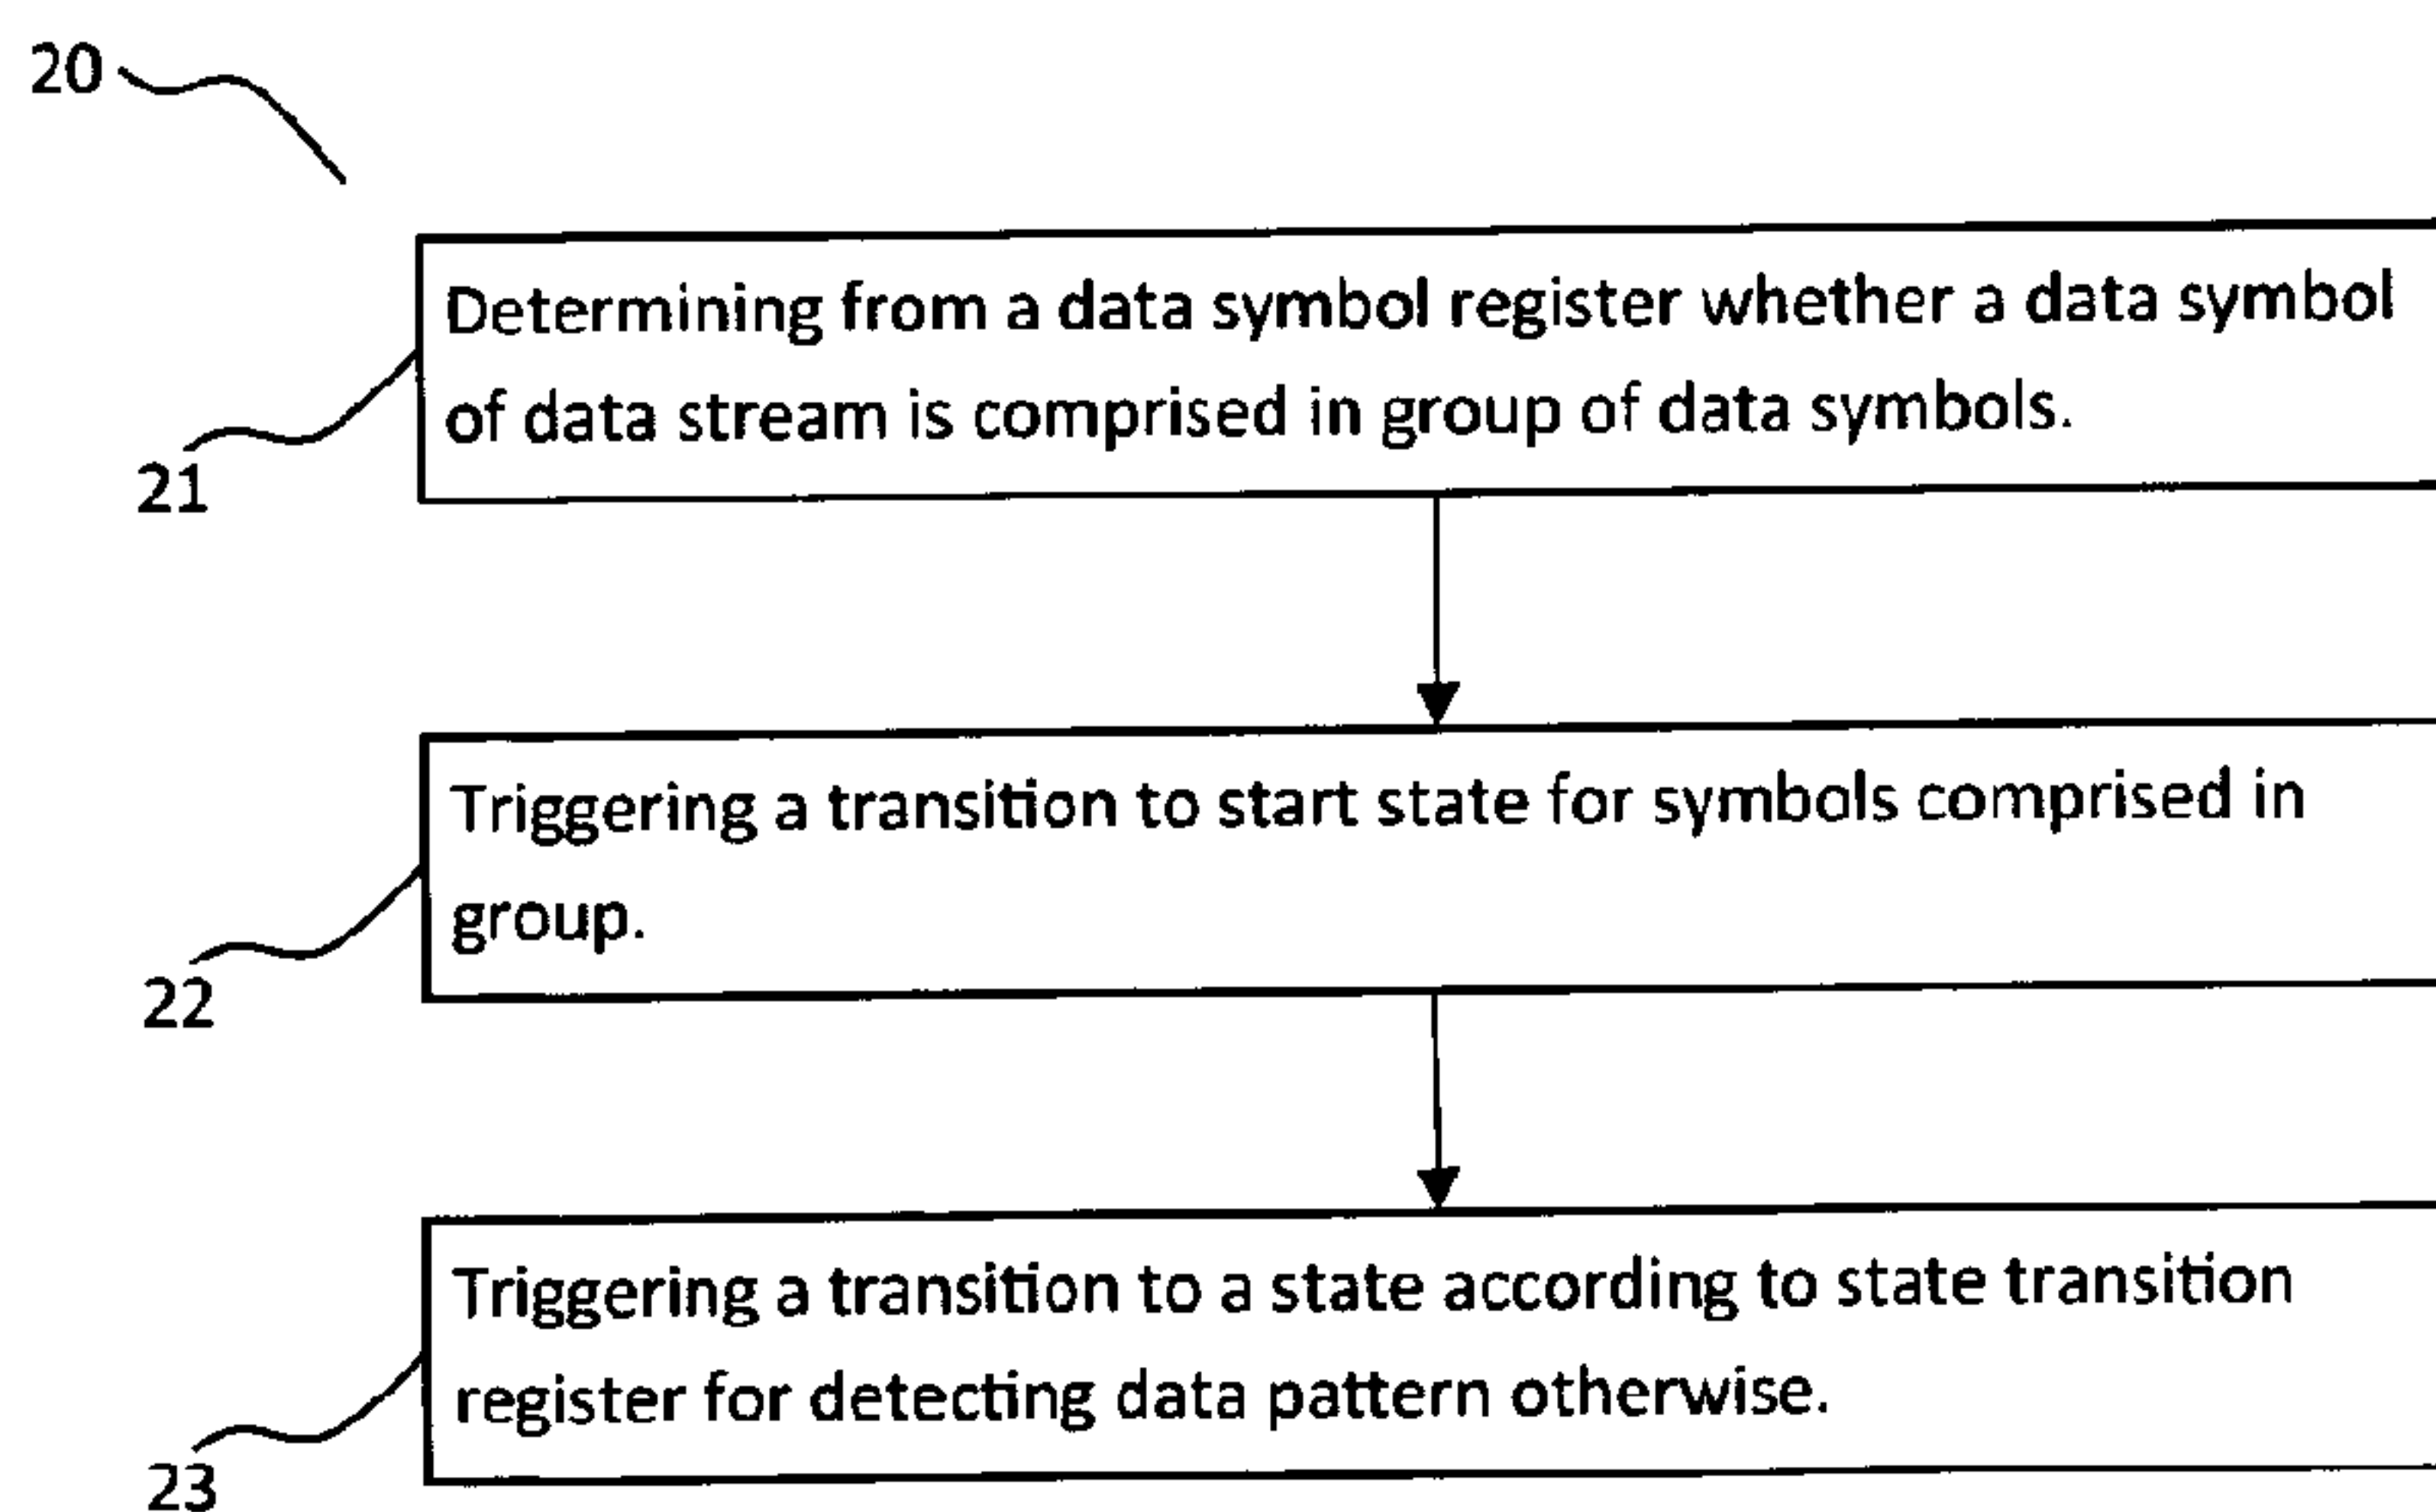 20
Determining from a data symbol register whether a data symbol
of data stream is comprised in group of data symbols.
21
Triggering a transition to start state for symbols comprised in
group.
22
Triggering a transition to a state according to state transition
register for detecting data pattern otherwise.
23